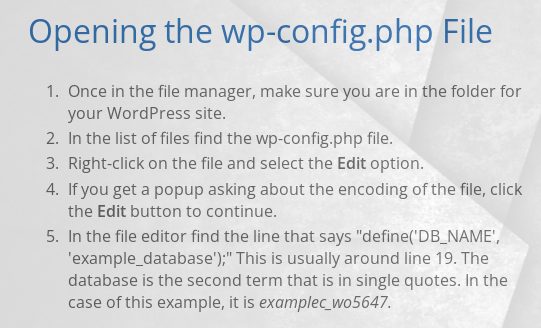 Opening the wp-config.php File
1. Once in the file manager, make sure you are in the folder for
your WordPress site.
2. In the list of files find the wp-config.php file.
3. Right-click on the file and select the Edit option.
4. If you get a popup asking about the encoding of the file, click
the Edit button to continue.
5. In the file editor find the line that says "define('DB_NAME',
'example_database');" This is usually around line 19. The
database is the second term that is in single quotes. In the
case of this example, it is examplec_wo5647.